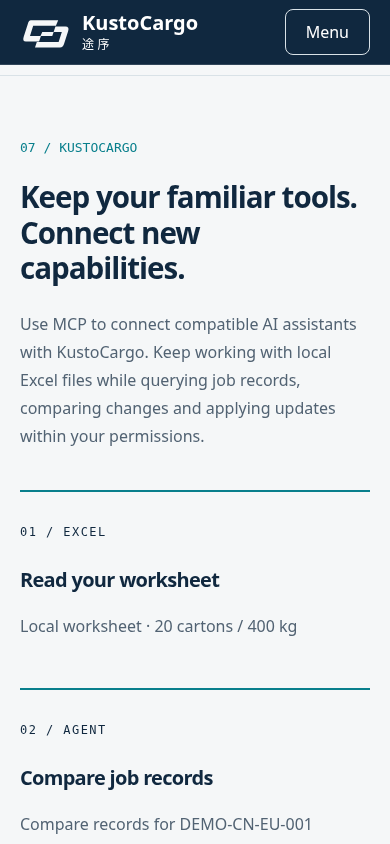 KustoCargo
途序
Menu
07 / KUSTOCARGO
Keep your familiar tools.
Connect new
capabilities.
Use MCP to connect compatible AI assistants
with KustoCargo. Keep working with local
Excel files while querying job records,
comparing changes and applying updates
within your permissions.
01 / EXCEL
Read your worksheet
Local worksheet · 20 cartons / 400 kg
02 / AGENT
Compare job records
Compare records for DEMO-CN-EU-001